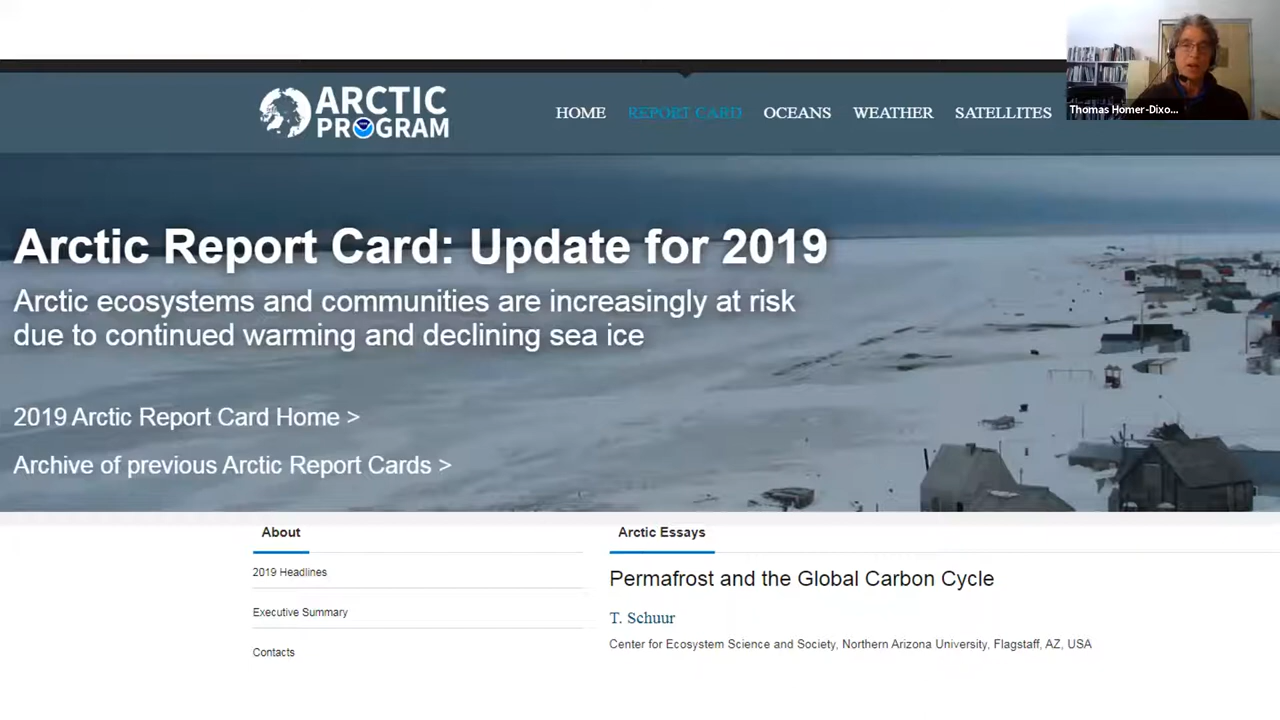 ARCTIC
PROGRAM
HOME REPORT CARD OCEANS WEATHER SATELLITES
Thomas Homer-Dixo...
Arctic Report Card: Update for 2019
Arctic ecosystems and communities are increasingly at risk
due to continued warming and declining sea ice
2019 Arctic Report Card Home >
Archive of previous Arctic Report Cards >
About
2019 Headlines
Executive Summary
Contacts
Arctic Essays
Permafrost and the Global Carbon Cycle
T. Schuur
Center for Ecosystem Science and Society, Northern Arizona University, Flagstaff, AZ, USA